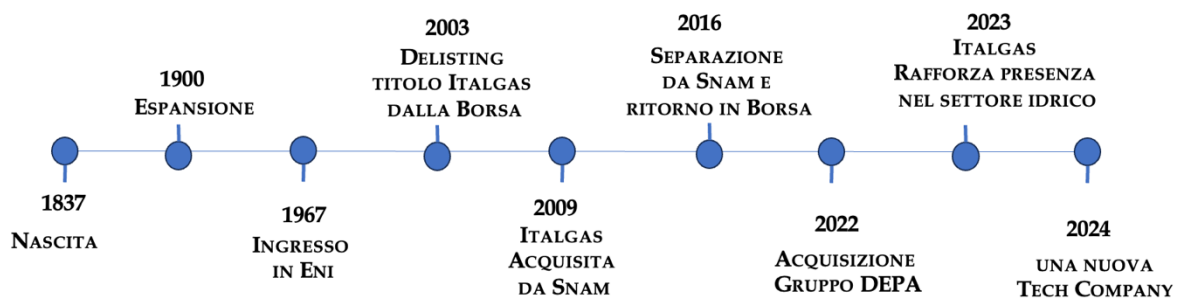 1837
NASCITA
1900
ESPANSIONE
1967
INGRESSO
IN ENI
2003
DELISTING
TITOLO ITALGAS
DALLA BORSA
2009
ITALGAS
ACQUISITA
DA SNAM
2016
SEPARAZIONE
DA SNAM E
RITORNO IN BORSA
2022
ACQUISIZIONE
GRUPPO DEPA
2023
ITALGAS
RAFFORZA PRESENZA
NEL SETTORE IDRICO
2024
UNA NUOVA
TECH COMPANY